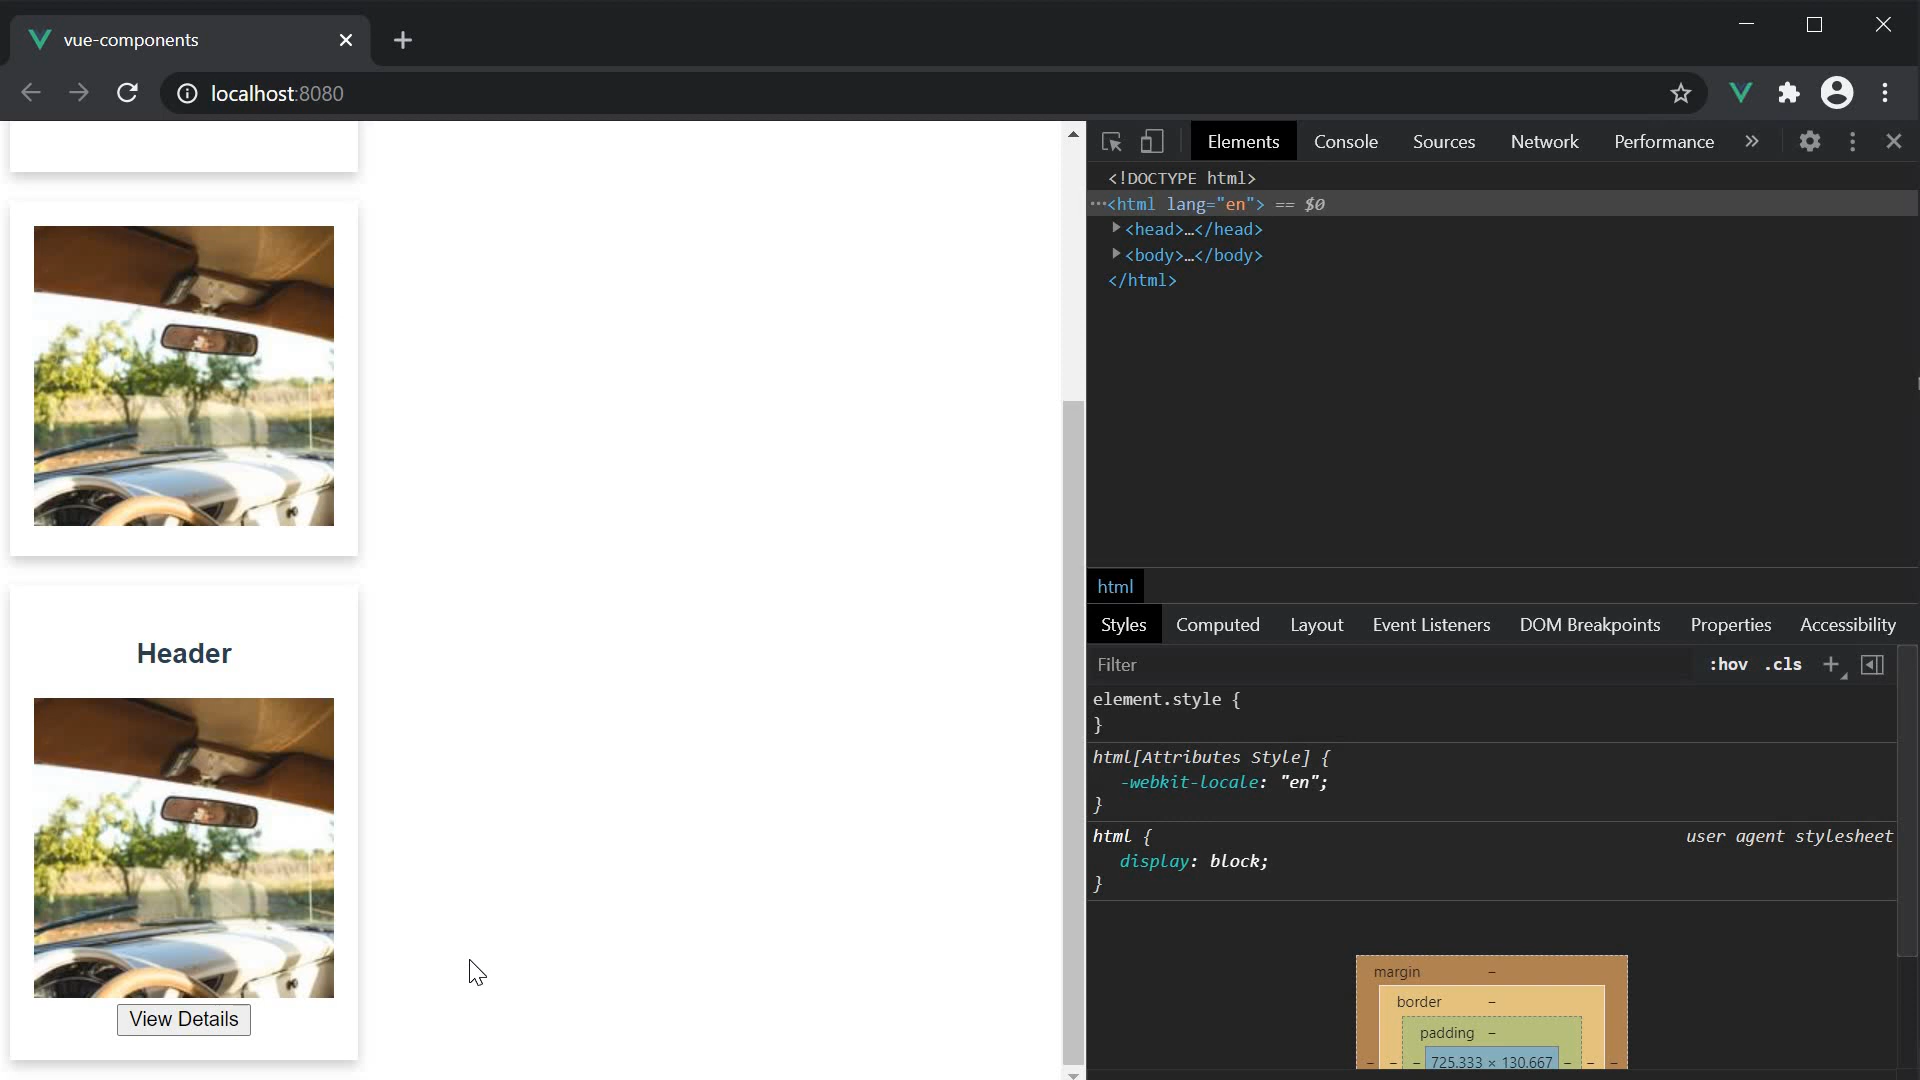 vue-components
localhost:8080
Header
View Details
Elements Console Sources Network Performance »
<!DOCTYPE html>
…<html lang="en"> == $0
<head>…</head>
<body>…</body>
</html>
html
Styles Computed Layout Event Listeners DOM Breakpoints Properties Accessibility
Filter :hov .cls +
element.style {
}
html[Attributes Style] {
-webkit-locale: "en";
}
html { user agent stylesheet
display: block;
}
margin –
border –
padding –
– – – 725.333 × 130.667 – – –